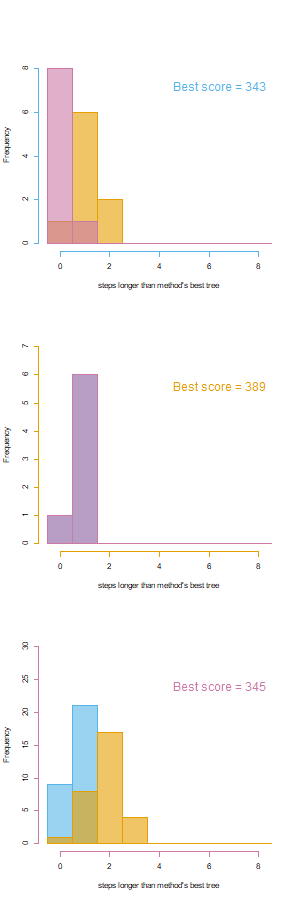 Best score = 343
8
6
4
2
0
Frequency
0 2 4 6 8
steps longer than method's best tree
Best score = 389
7
6
5
4
3
2
1
0
Frequency
0 2 4 6 8
steps longer than method's best tree
Best score = 345
30
25
20
15
10
5
0
Frequency
0 2 4 6 8
steps longer than method's best tree